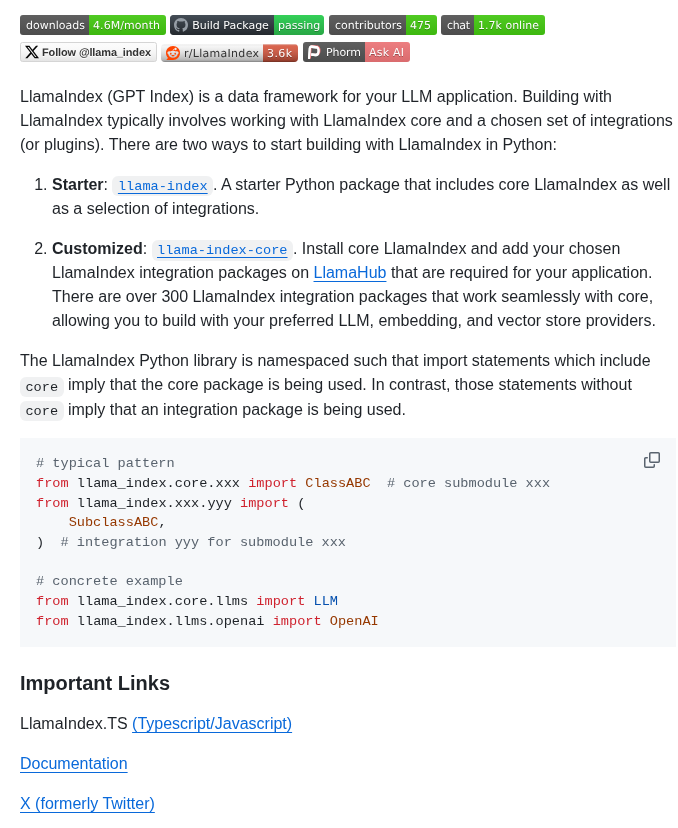 downloads 4.6M/month Build Package passing contributors 475 chat 1.7k online
Follow @llama_index r/LlamaIndex 3.6k Phorm Ask AI
LlamaIndex (GPT Index) is a data framework for your LLM application. Building with
LlamaIndex typically involves working with LlamaIndex core and a chosen set of integrations
(or plugins). There are two ways to start building with LlamaIndex in Python:
1. Starter: llama-index. A starter Python package that includes core LlamaIndex as well
as a selection of integrations.
2. Customized: llama-index-core. Install core LlamaIndex and add your chosen
LlamaIndex integration packages on LlamaHub that are required for your application.
There are over 300 LlamaIndex integration packages that work seamlessly with core,
allowing you to build with your preferred LLM, embedding, and vector store providers.
The LlamaIndex Python library is namespaced such that import statements which include
core imply that the core package is being used. In contrast, those statements without
core imply that an integration package is being used.
# typical pattern
from llama_index.core.xxx import ClassABC  # core submodule xxx
from llama_index.xxx.yyy import (
    SubclassABC,
)  # integration yyy for submodule xxx
# concrete example
from llama_index.core.llms import LLM
from llama_index.llms.openai import OpenAI
Important Links
LlamaIndex.TS (Typescript/Javascript)
Documentation
X (formerly Twitter)